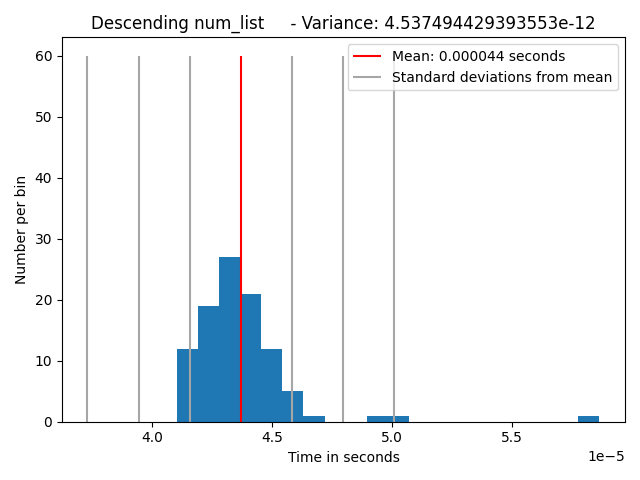 Descending num_list - Variance: 4.537494429393553e-12
Mean: 0.000044 seconds
Standard deviations from mean
Number per bin
60
50
40
30
20
10
0
4.0 4.5 5.0 5.5
1e−5
Time in seconds